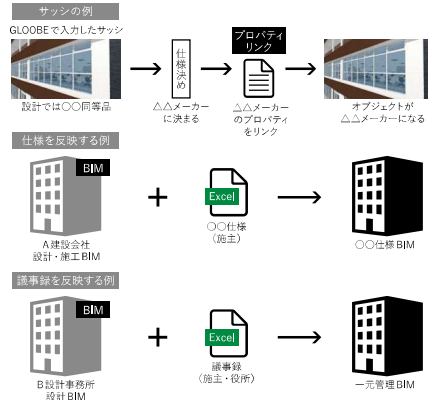 サッシの例
GLOOBEで入力したサッシ
設計では○○同等品
仕様決め
△△メーカー
に決まる
プロパティ
リンク
△△メーカー
のプロパティ
をリンク
オブジェクトが
△△メーカーになる
仕様を反映する例
BIM
A建設会社
設計・施工BIM
+
Excel
○○仕様
(施主)
○○仕様BIM
議事録を反映する例
BIM
B設計事務所
設計BIM
+
Excel
議事録
(施主・役所)
一元管理BIM